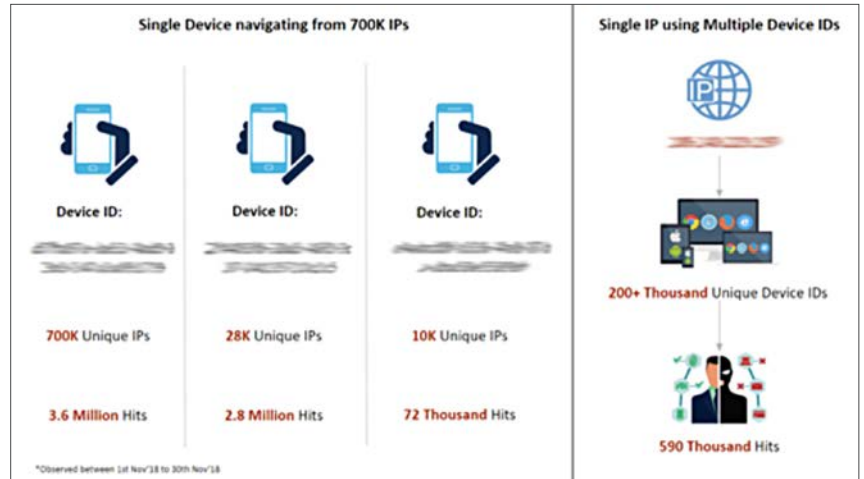 Single Device navigating from 700K IPs
Device ID:
Device ID:
Device ID:
700K Unique IPs
28K Unique IPs
10K Unique IPs
3.6 Million Hits
2.8 Million Hits
72 Thousand Hits
*Observed between 1st Nov'18 to 30th Nov'18
Single IP using Multiple Device IDs
IP
200+ Thousand Unique Device IDs
590 Thousand Hits